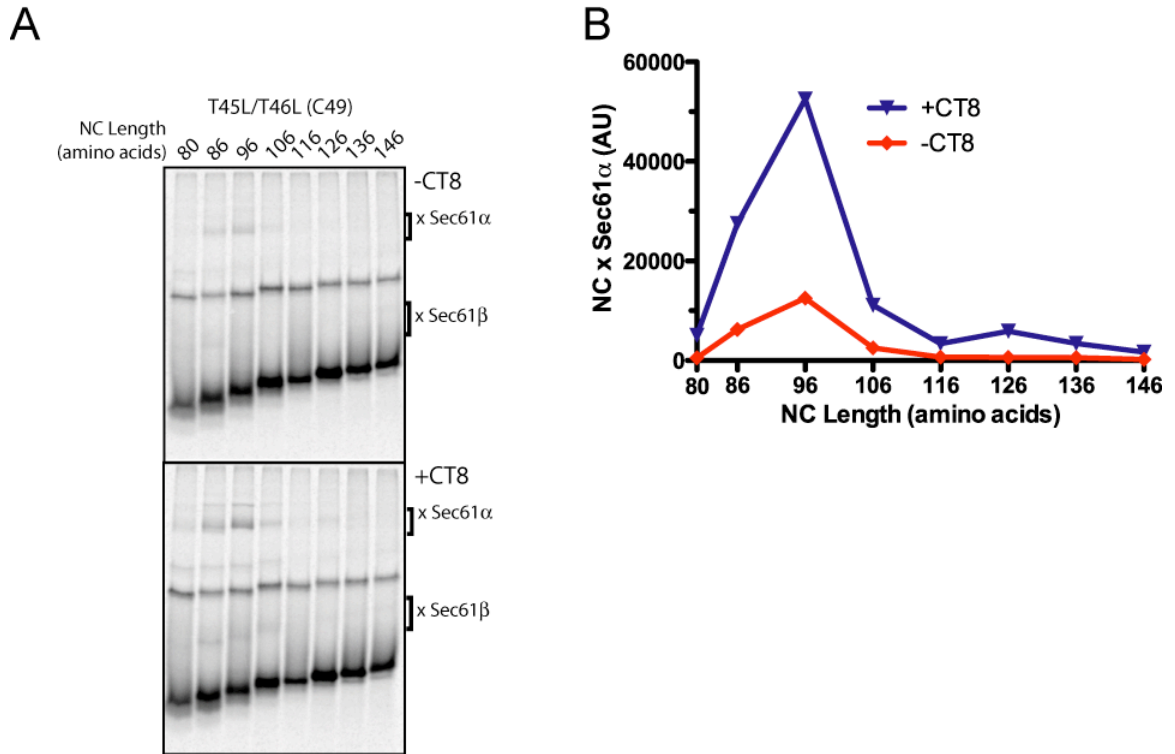 A
T45L/T46L (C49)
NC Length
(amino acids)
80 86 96 106 116 126 136 146
-CT8
x Sec61α
x Sec61β
+CT8
x Sec61α
x Sec61β
B
60000
40000
20000
0
NC x Sec61α (AU)
+CT8
-CT8
80 86 96 106 116 126 136 146
NC Length (amino acids)